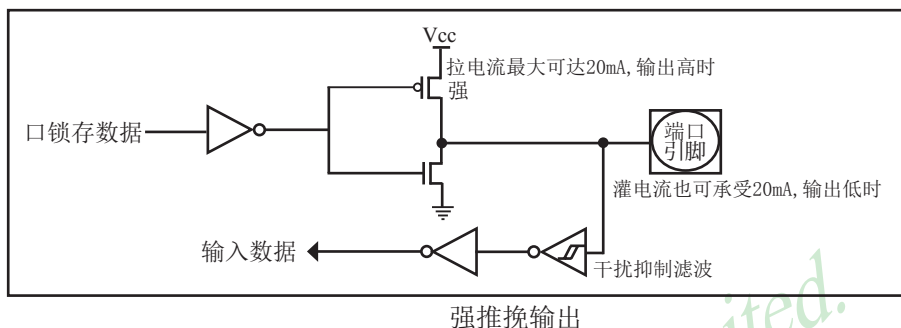 Vcc
拉电流最大可达20mA,输出高时
强
口锁存数据
端口
引脚
灌电流也可承受20mA,输出低时
输入数据
干扰抑制滤波
强推挽输出
ited.